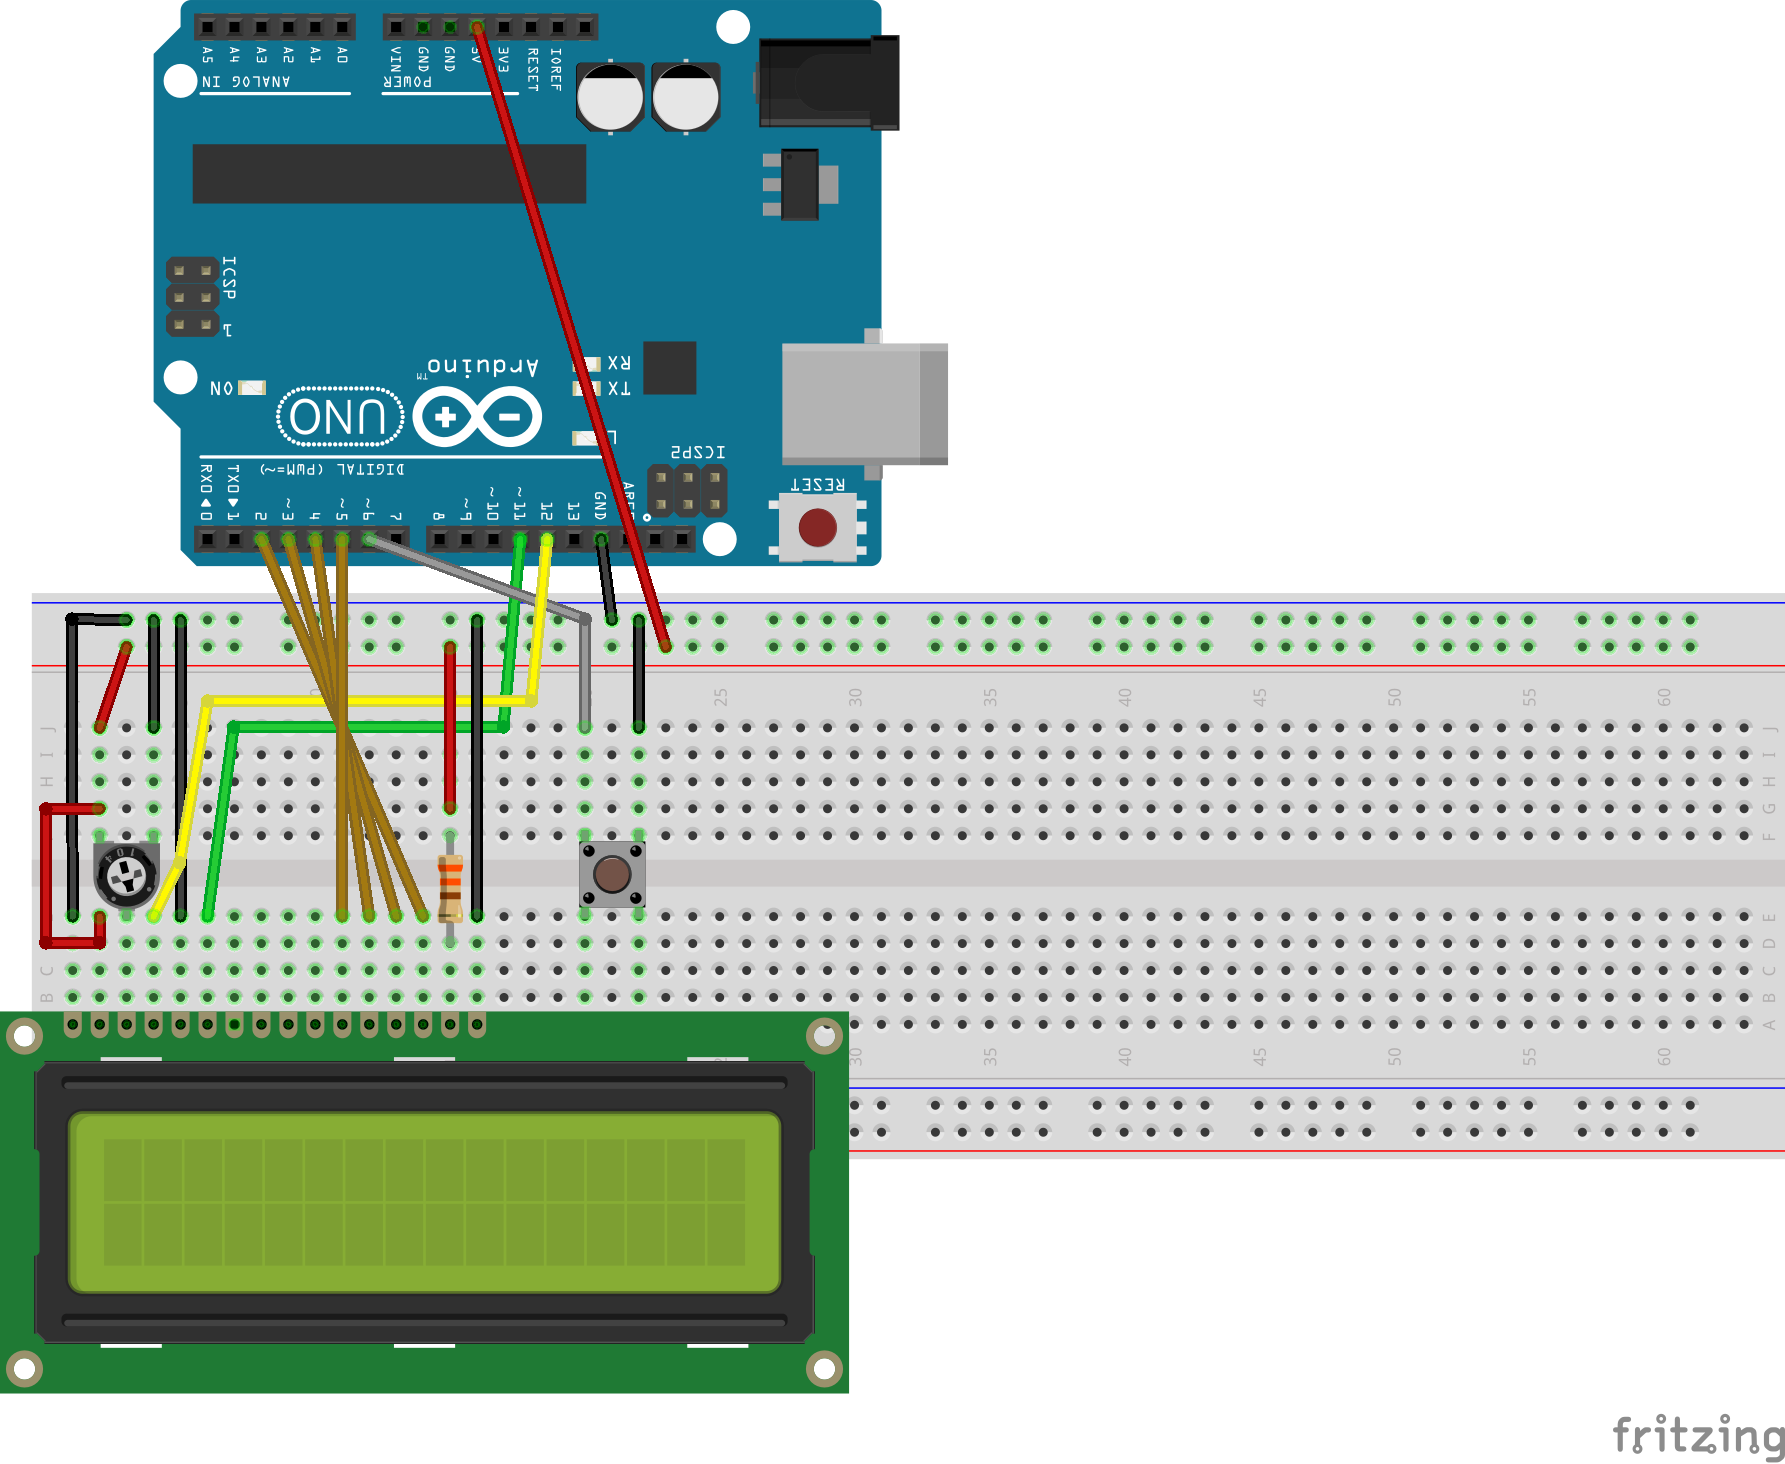 A5 A4 A3 A2 A1 A0
ANALOG IN
VIN GND GND 5V 3V3 RESET IOREF
POWER
ICSP
1
ON
UNO
Arduino
TM
RX
TX
L
ICSP2
RESET
DIGITAL (PWM=~)
RX0◀0 TX0▶1 2 ~3 4 ~5 ~6 7 8 ~9 ~10 ~11 12 13 GND AREF
25 30 35 40 45 50 55 60
J J
I I
H H
G G
F F
104
E
D
C C
B B
A
30 35 40 45 50 55 60
fritzing